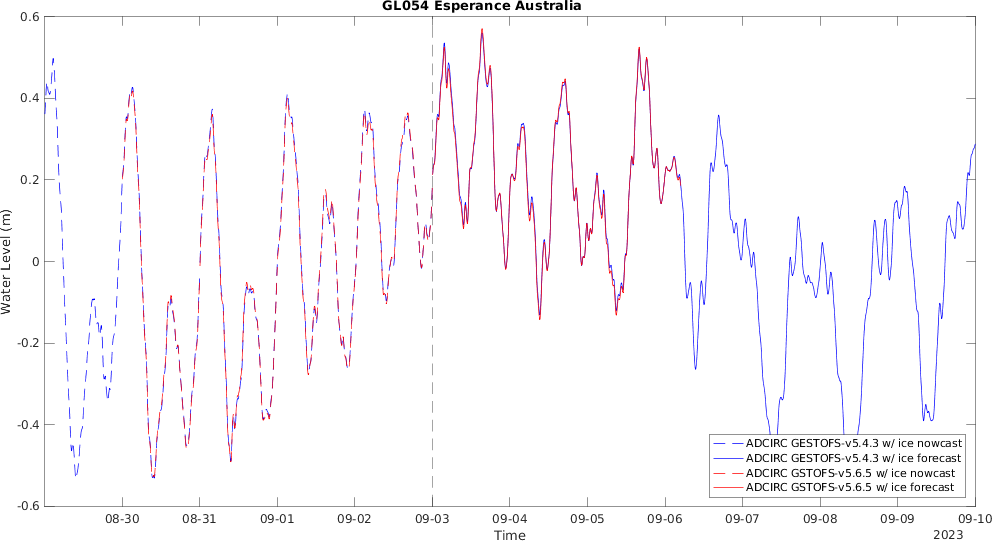 GL054 Esperance Australia
0.6
0.4
0.2
0
-0.2
-0.4
-0.6
Water Level (m)
ADCIRC GESTOFS-v5.4.3 w/ ice nowcast
ADCIRC GESTOFS-v5.4.3 w/ ice forecast
ADCIRC GSTOFS-v5.6.5 w/ ice nowcast
ADCIRC GSTOFS-v5.6.5 w/ ice forecast
08-30 08-31 09-01 09-02 09-03 09-04 09-05 09-06 09-07 09-08 09-09 09-10
Time
2023